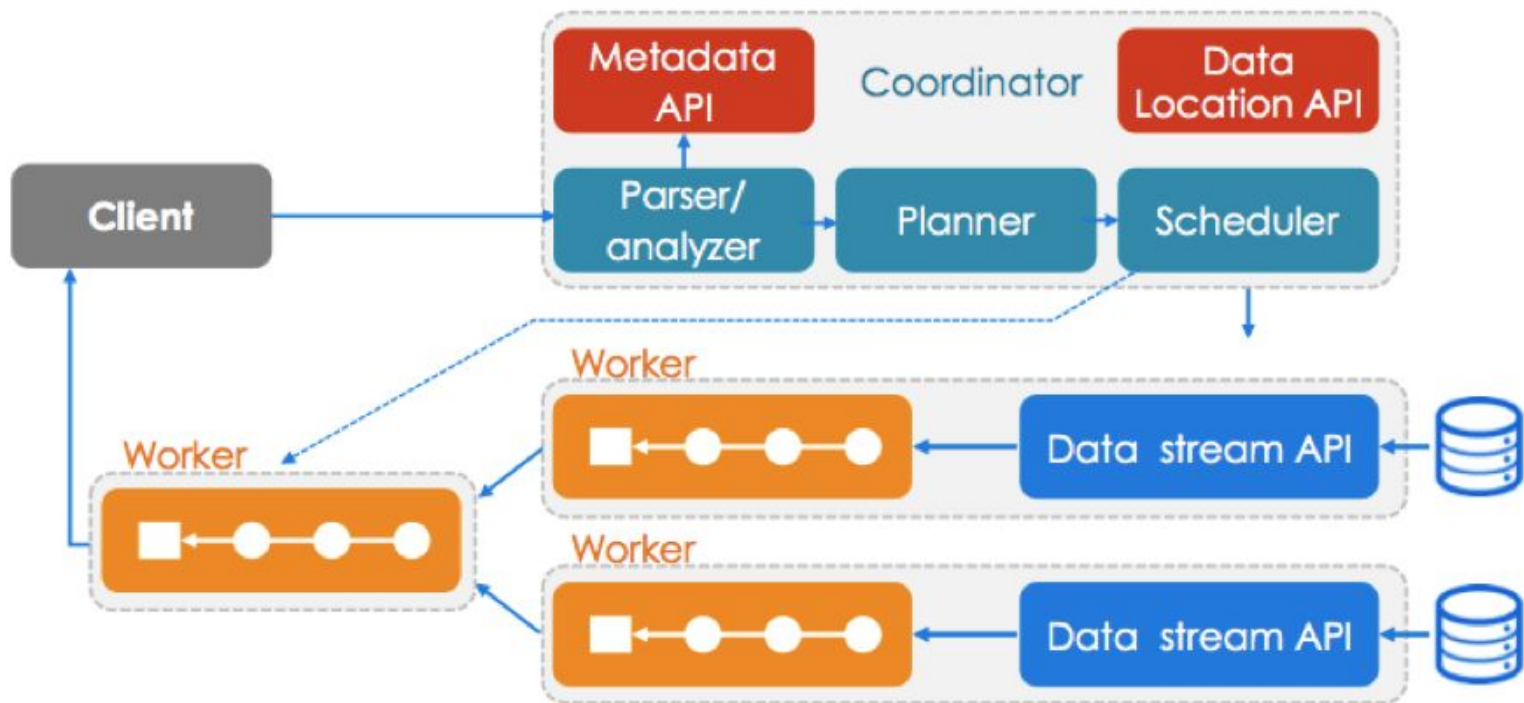 Metadata
API
Coordinator
Data
Location API
Client
Parser/
analyzer
Planner
Scheduler
Worker
Data stream API
Worker
Worker
Data stream API